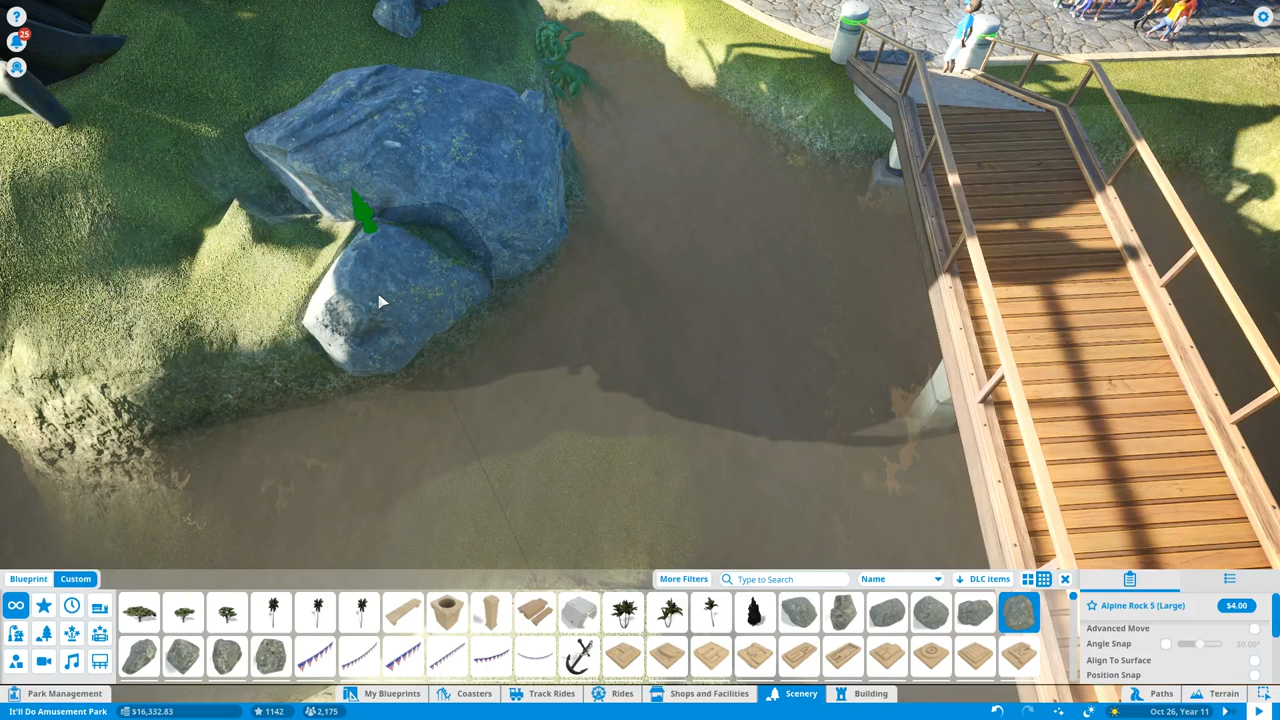 ?
25
Blueprint
Custom
More Filters
Type to Search
Name
DLC items
Alpine Rock 5 (Large)
$4.00
Advanced Move
Angle Snap
30.00°
Align To Surface
Position Snap
Park Management
My Blueprints
Coasters
Track Rides
Rides
Shops and Facilities
Scenery
Building
Paths
Terrain
It'll Do Amusement Park
$16,332.83
1142
2,175
Oct 26, Year 11